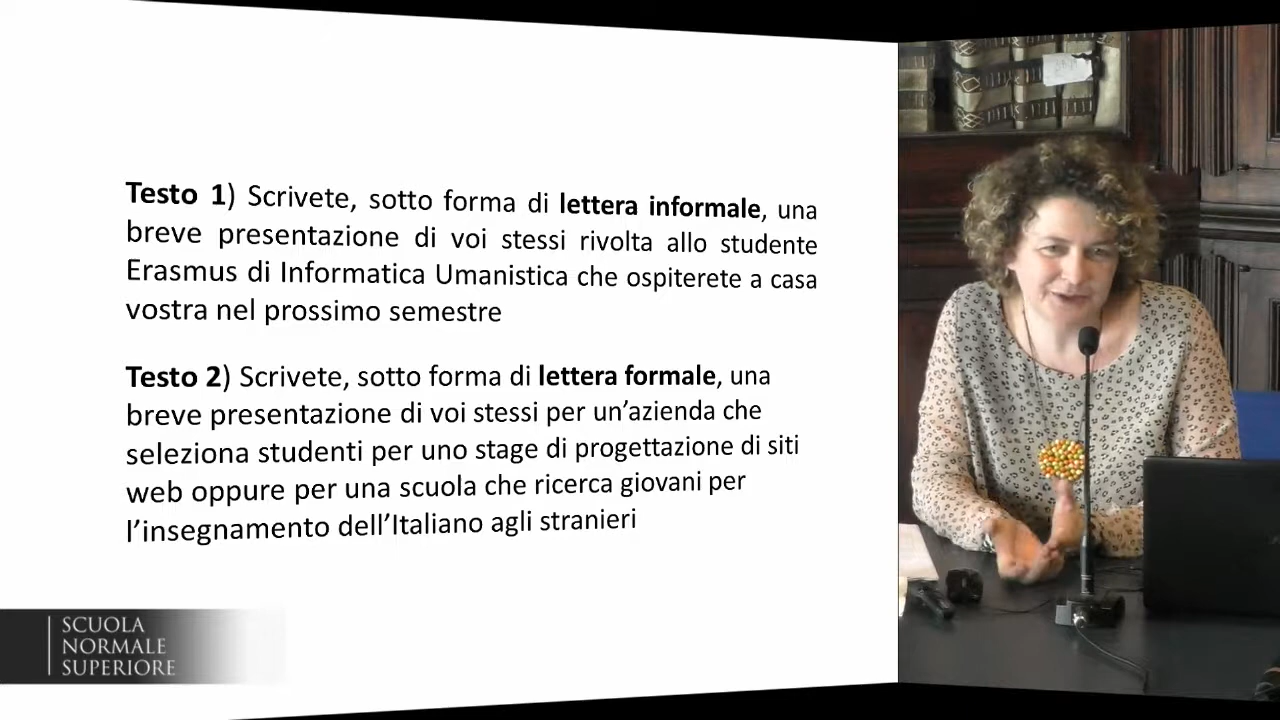 Testo 1) Scrivete, sotto forma di lettera informale, una
breve presentazione di voi stessi rivolta allo studente
Erasmus di Informatica Umanistica che ospiterete a casa
vostra nel prossimo semestre
Testo 2) Scrivete, sotto forma di lettera formale, una
breve presentazione di voi stessi per un’azienda che
seleziona studenti per uno stage di progettazione di siti
web oppure per una scuola che ricerca giovani per
l’insegnamento dell’Italiano agli stranieri
SCUOLA
NORMALE
SUPERIORE